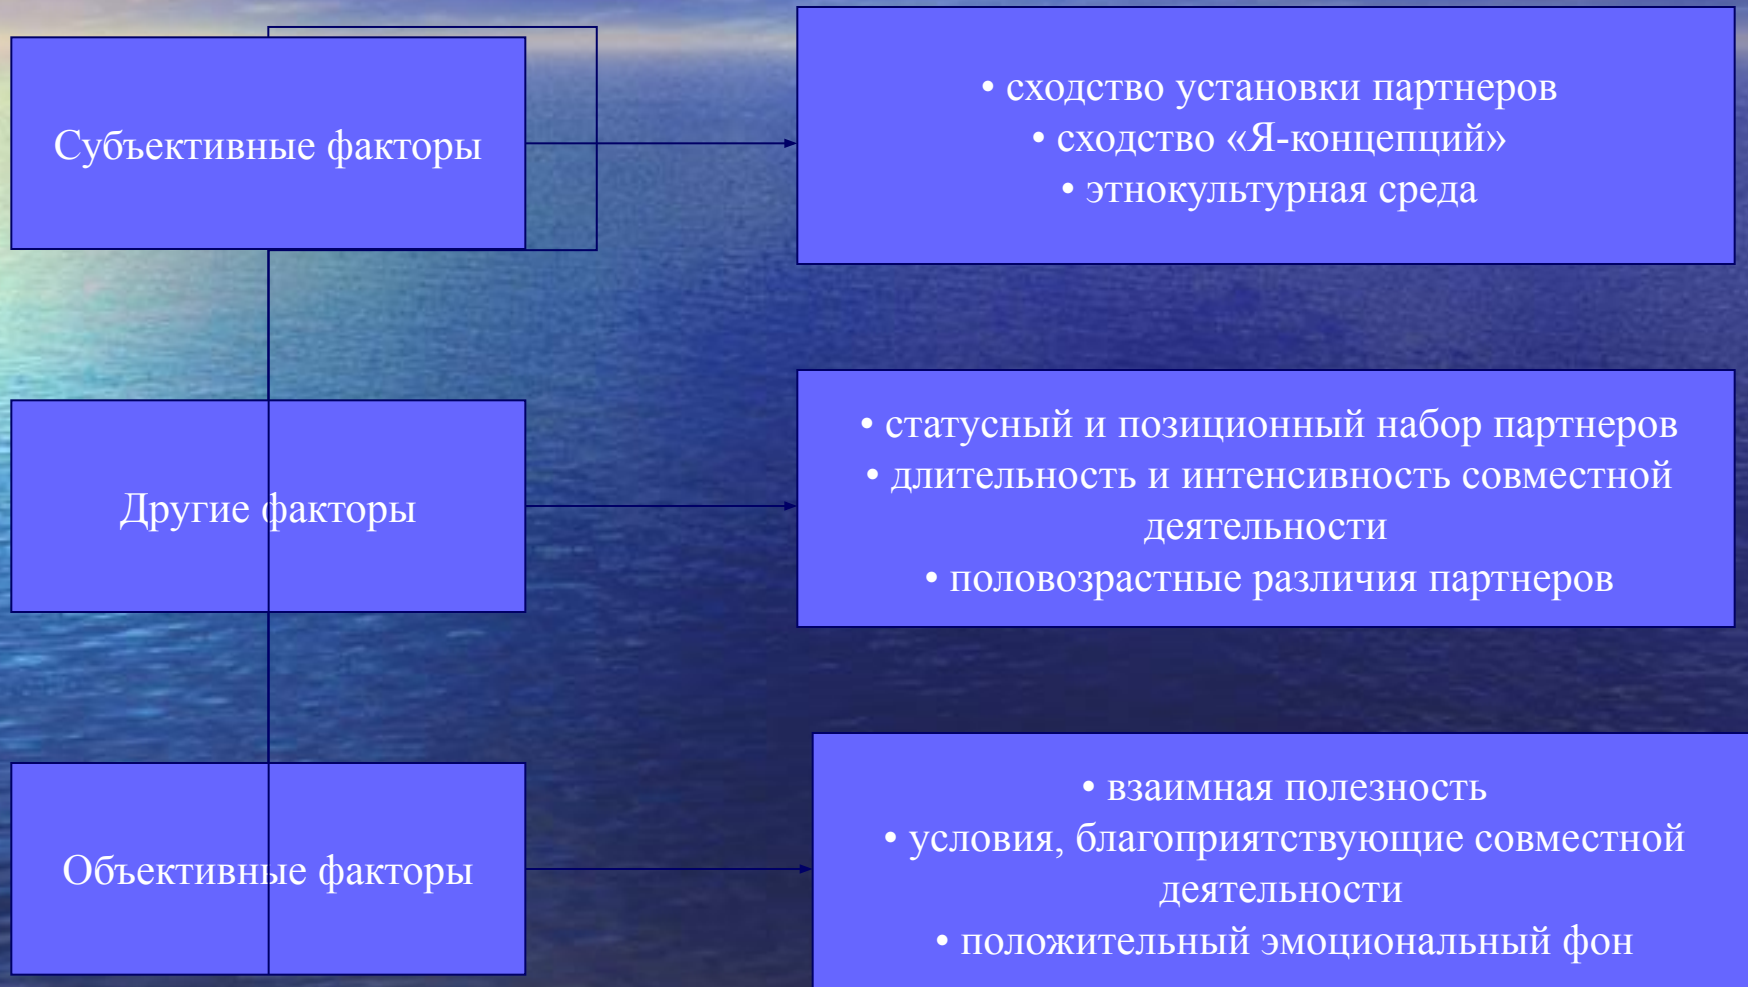 Субъективные факторы
• сходство установки партнеров
• сходство «Я-концепций»
• этнокультурная среда
Другие факторы
• статусный и позиционный набор партнеров
• длительность и интенсивность совместной
деятельности
• половозрастные различия партнеров
Объективные факторы
• взаимная полезность
• условия, благоприятствующие совместной
деятельности
• положительный эмоциональный фон